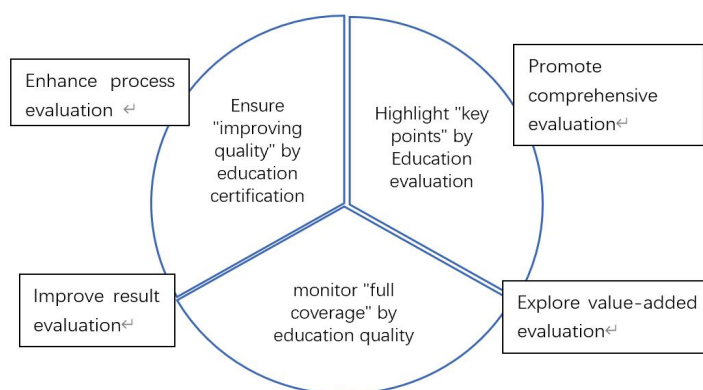 Enhance process
evaluation ↵
Ensure
"improving
quality" by
education
certification
Highlight "key
points" by
Education
evaluation
Promote
comprehensive
evaluation↵
Improve result
evaluation↵
monitor "full
coverage" by
education quality
Explore value-added
evaluation↵